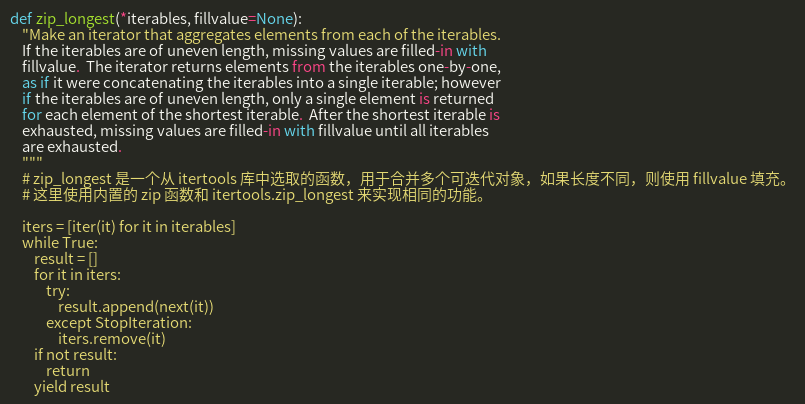 def zip_longest(*iterables, fillvalue=None):
"Make an iterator that aggregates elements from each of the iterables.
If the iterables are of uneven length, missing values are filled-in with
fillvalue.  The iterator returns elements from the iterables one-by-one,
as if it were concatenating the iterables into a single iterable; however
if the iterables are of uneven length, only a single element is returned
for each element of the shortest iterable.  After the shortest iterable is
exhausted, missing values are filled-in with fillvalue until all iterables
are exhausted.
"""
# zip_longest 是一个从 itertools 库中选取的函数，用于合并多个可迭代对象，如果长度不同，则使用 fillvalue 填充。
# 这里使用内置的 zip 函数和 itertools.zip_longest 来实现相同的功能。
iters = [iter(it) for it in iterables]
while True:
result = []
for it in iters:
try:
result.append(next(it))
except StopIteration:
iters.remove(it)
if not result:
return
yield result